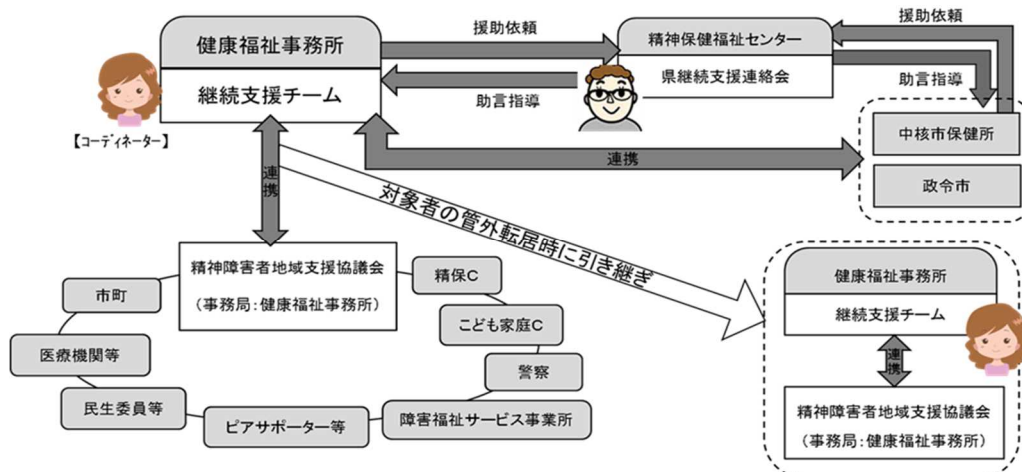 健康福祉事務所
継続支援チーム
【コーディネーター】
援助依頼
助言指導
精神保健福祉センター
県継続支援連絡会
援助依頼
助言指導
中核市保健所
政令市
連携
連携
対象者の管外転居時に引き継ぎ
精神障害者地域支援協議会
（事務局：健康福祉事務所）
市町
医療機関等
民生委員等
ピアサポーター等
障害福祉サービス事業所
警察
こども家庭C
精保C
健康福祉事務所
継続支援チーム
連携
精神障害者地域支援協議会
（事務局：健康福祉事務所）